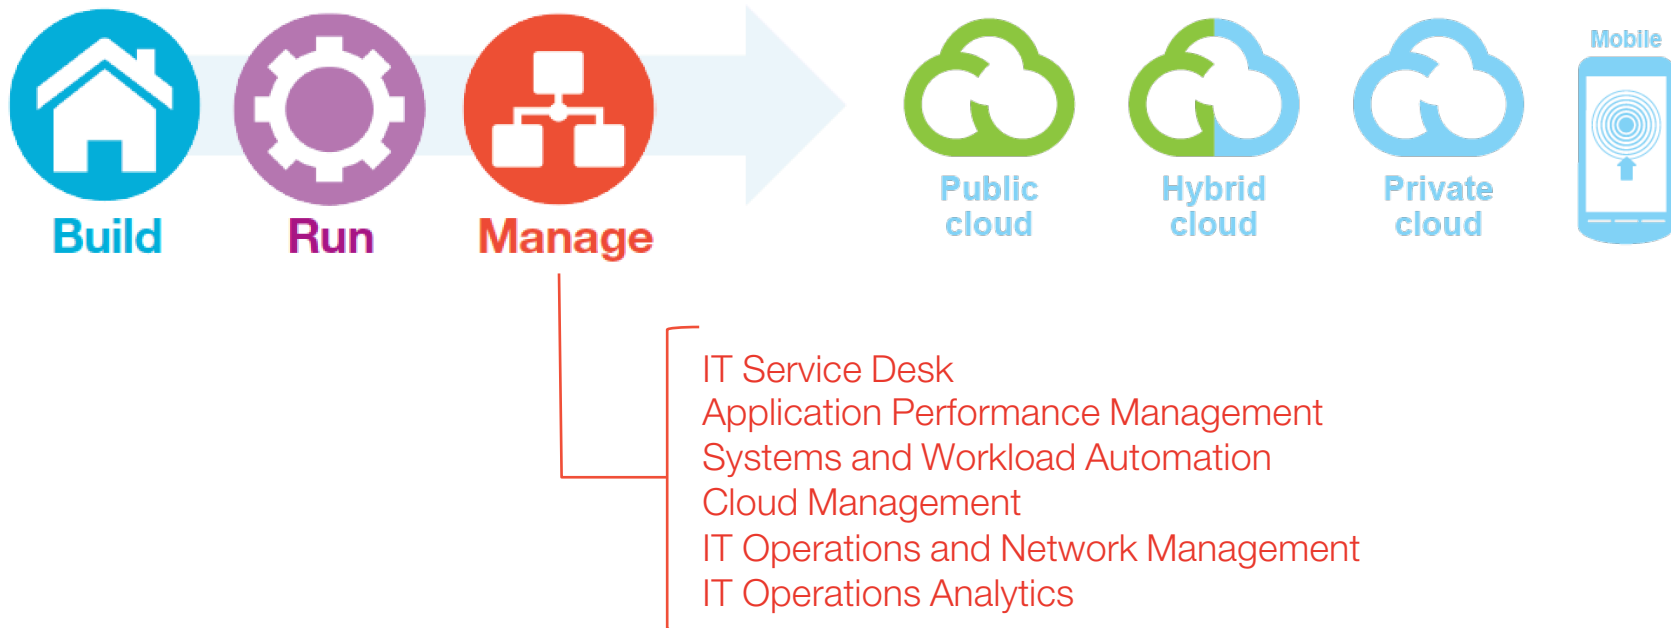 Build
Run
Manage
Public
cloud
Hybrid
cloud
Private
cloud
Mobile
IT Service Desk
Application Performance Management
Systems and Workload Automation
Cloud Management
IT Operations and Network Management
IT Operations Analytics